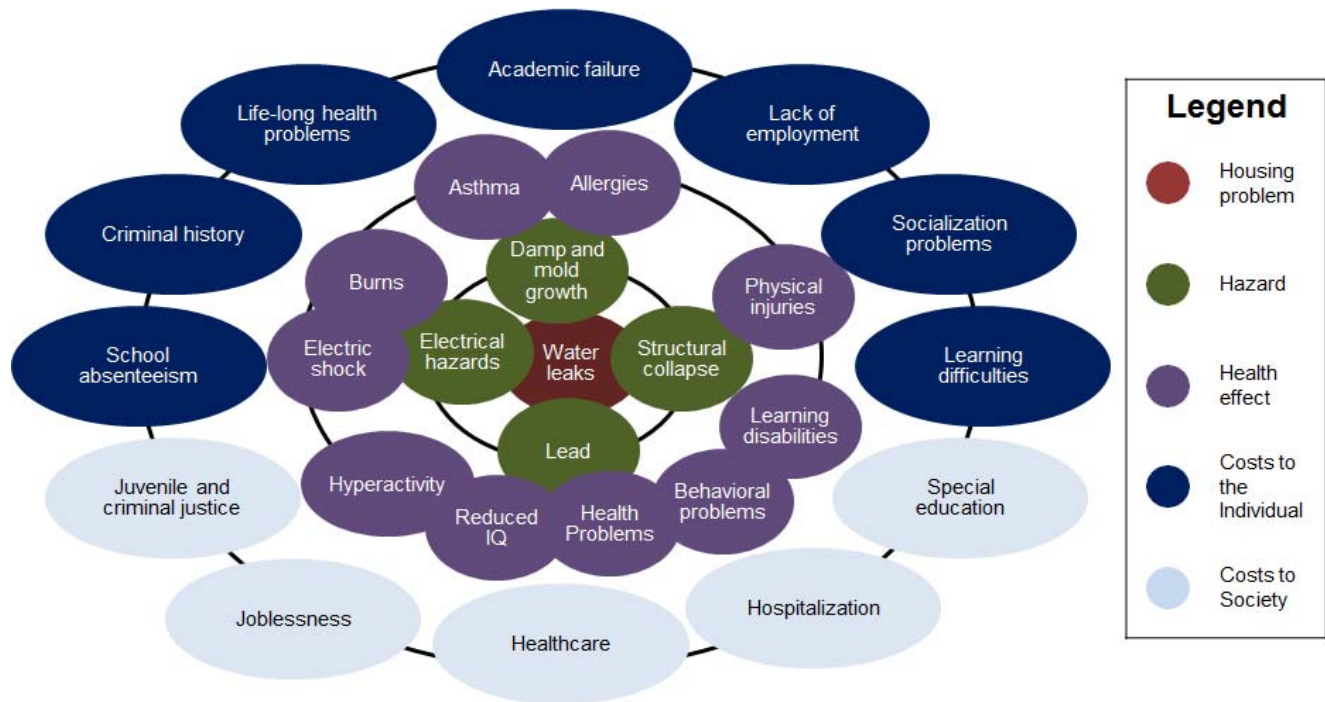 Academic failure
Life-long health
problems
Lack of
employment
Criminal history
Socialization
problems
School
absenteeism
Learning
difficulties
Asthma
Allergies
Burns
Damp and
mold
growth
Physical
injuries
Electric
shock
Electrical
hazards
Water
leaks
Structural
collapse
Learning
disabilities
Lead
Hyperactivity
Reduced
IQ
Health
Problems
Behavioral
problems
Juvenile and
criminal justice
Special
education
Joblessness
Healthcare
Hospitalization
Legend
Housing
problem
Hazard
Health
effect
Costs to
the
Individual
Costs to
Society